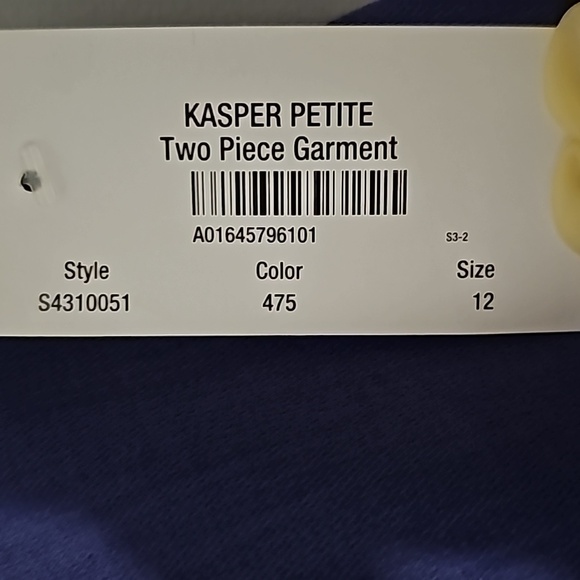 KASPER PETITE
Two Piece Garment
A01645796101
S3-2
Style Color Size
S4310051 475 12